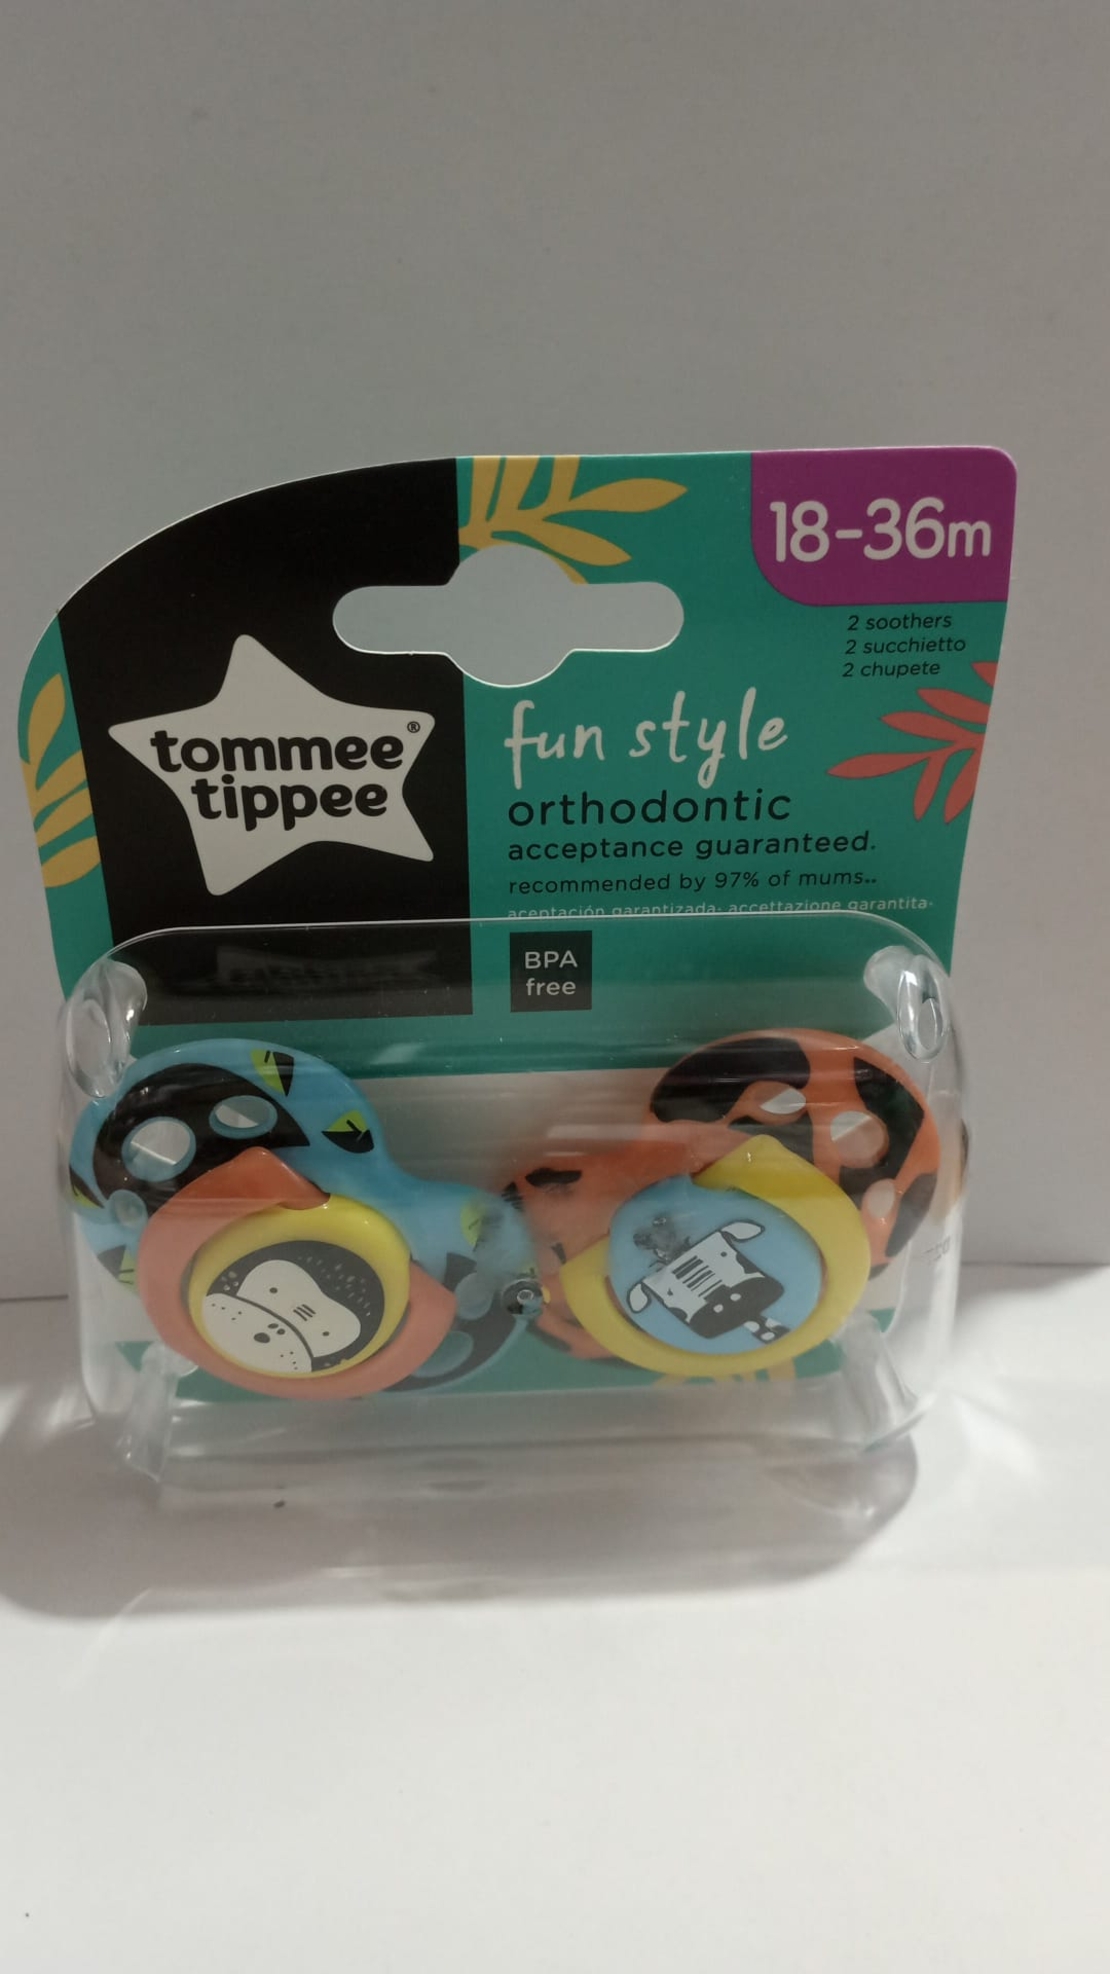 18-36m
2 soothers
2 succhietto
2 chupete
tommee®
tippee
fun style
orthodontic
acceptance guaranteed.
recommended by 97% of mums..
aceptación garantizada· accettazione garantita·
BPA
free